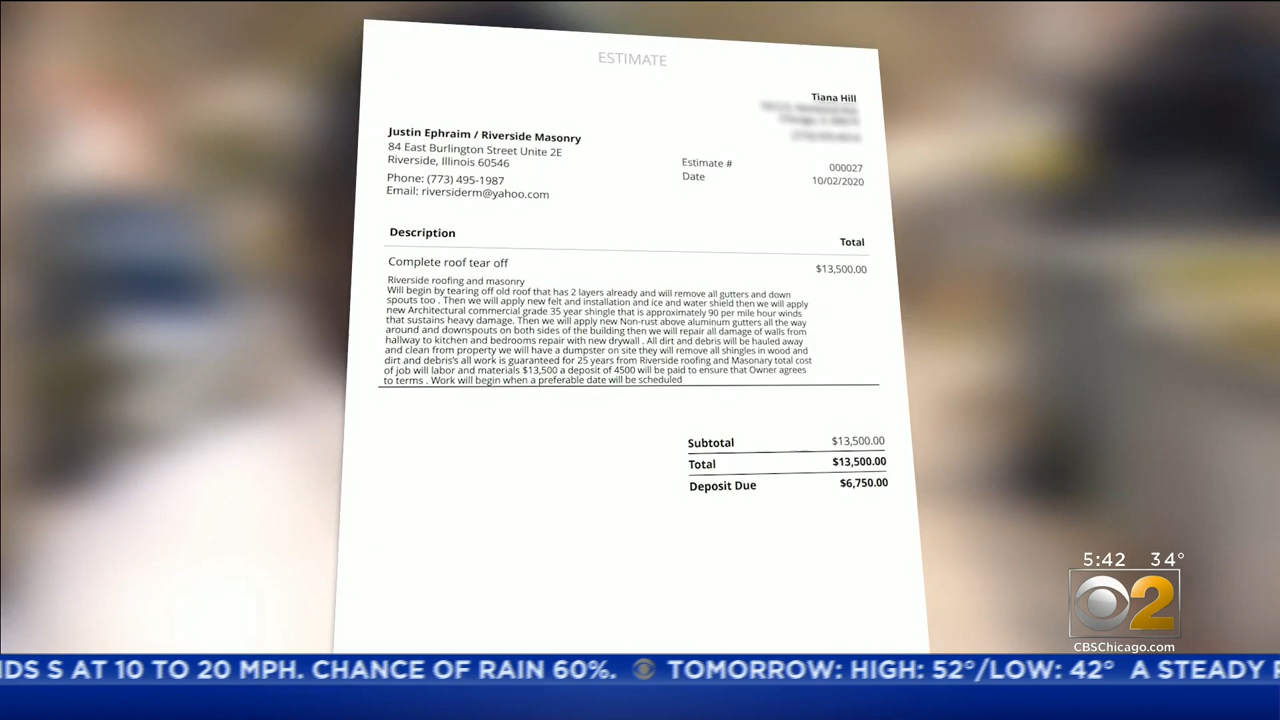 ESTIMATE
Tiana Hill
Justin Ephraim / Riverside Masonry
84 East Burlington Street Unite 2E
Riverside, Illinois 60546
Phone: (773) 495-1987
Email: riversiderm@yahoo.com
Estimate # 000027
Date 10/02/2020
Description Total
Complete roof tear off $13,500.00
Riverside roofing and masonry
Will begin by tearing off old roof that has 2 layers already and will remove all gutters and down
spouts too . Then we will apply new felt and installation and ice and water shield then we will apply
new Architectural commercial grade 35 year shingle that is approximately 90 per mile hour winds
that sustains heavy damage. Then we will apply new Non-rust above aluminum gutters all the way
around and downspouts on both sides of the building then we will repair all damage of walls from
hallway to kitchen and bedrooms repair with new drywall . All dirt and debris will be hauled away
and clean from property we will have a dumpster on site they will remove all shingles in wood and
dirt and debris's all work is guaranteed for 25 years from Riverside roofing and Masonary total cost
of job will labor and materials $13,500 a deposit of 4500 will be paid to ensure that Owner agrees
to terms . Work will begin when a preferable date will be scheduled
Subtotal $13,500.00
Total $13,500.00
Deposit Due $6,750.00
5:42 34°
2
CBSChicago.com
NDS S AT 10 TO 20 MPH. CHANCE OF RAIN 60%. TOMORROW: HIGH: 52°/LOW: 42° A STEADY